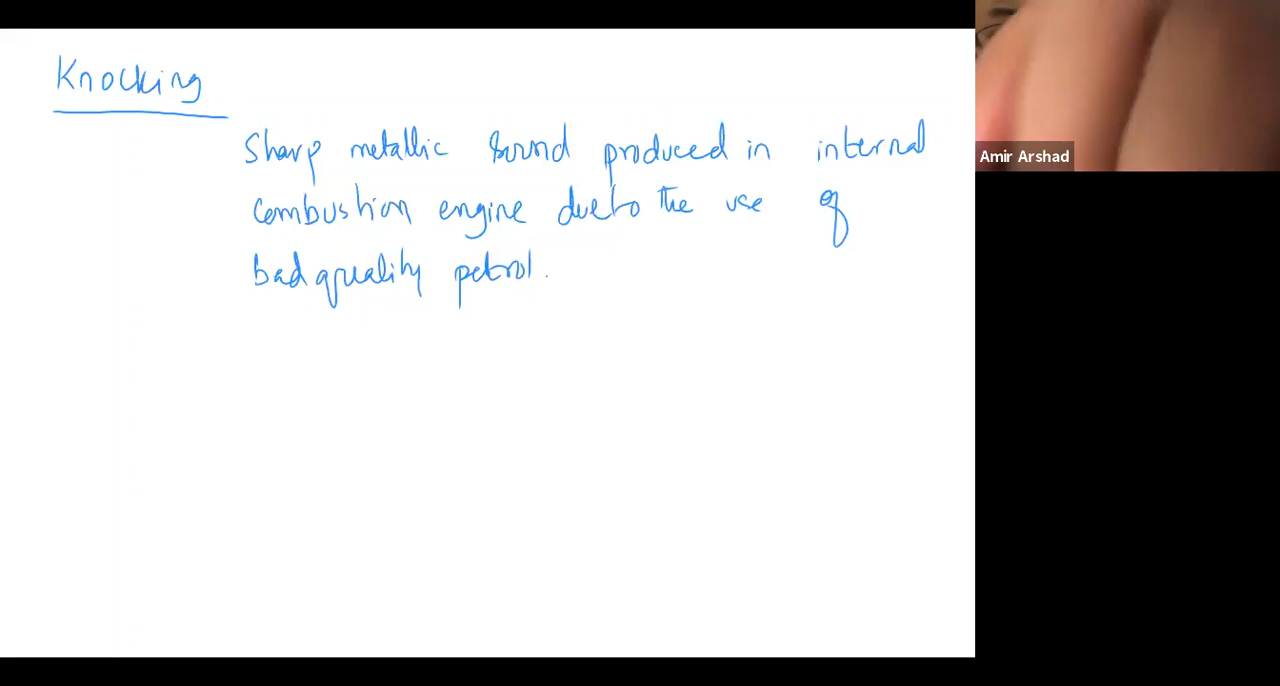 Knocking
Sharp metallic sound produced in internal
combustion engine due to the use of
bad quality petrol.
Amir Arshad